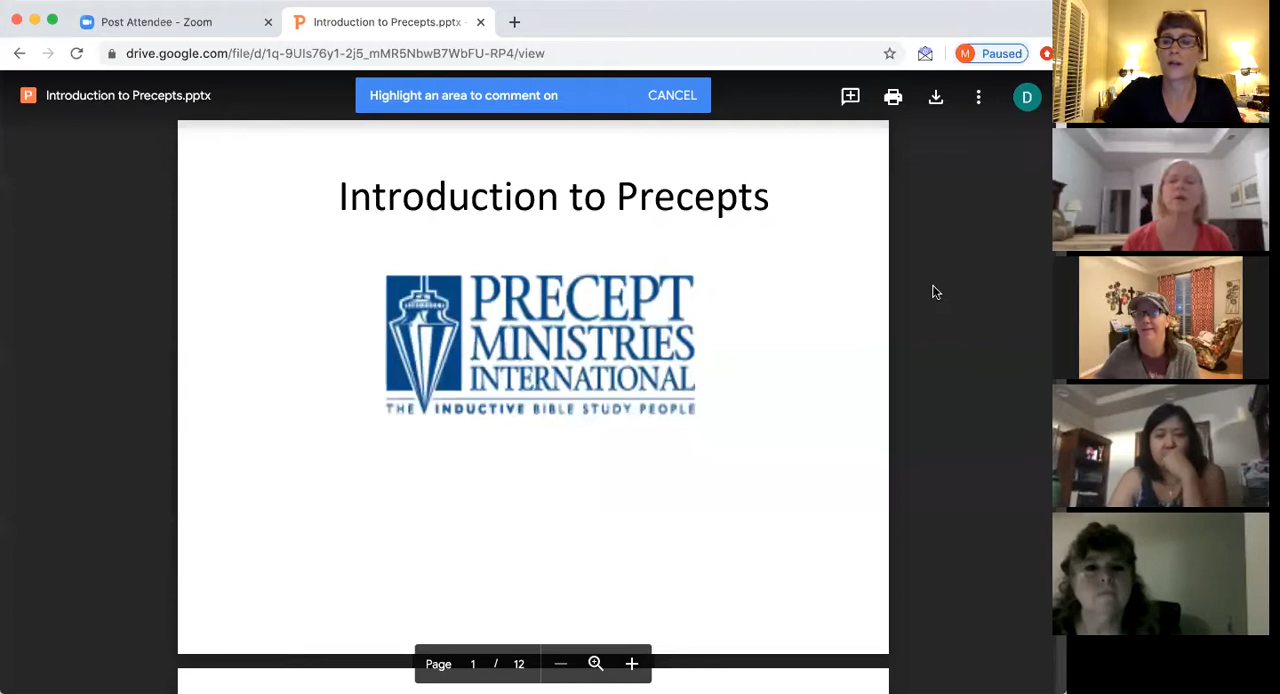 Post Attendee - Zoom
Introduction to Precepts.pptx -
drive.google.com/file/d/1q-9UIs76y1-2j5_mMR5NbwB7WbFU-RP4/view
M Paused
P Introduction to Precepts.pptx
Highlight an area to comment on CANCEL
D
Introduction to Precepts
PRECEPT
MINISTRIES
INTERNATIONAL
THE INDUCTIVE BIBLE STUDY PEOPLE
Page 1 / 12